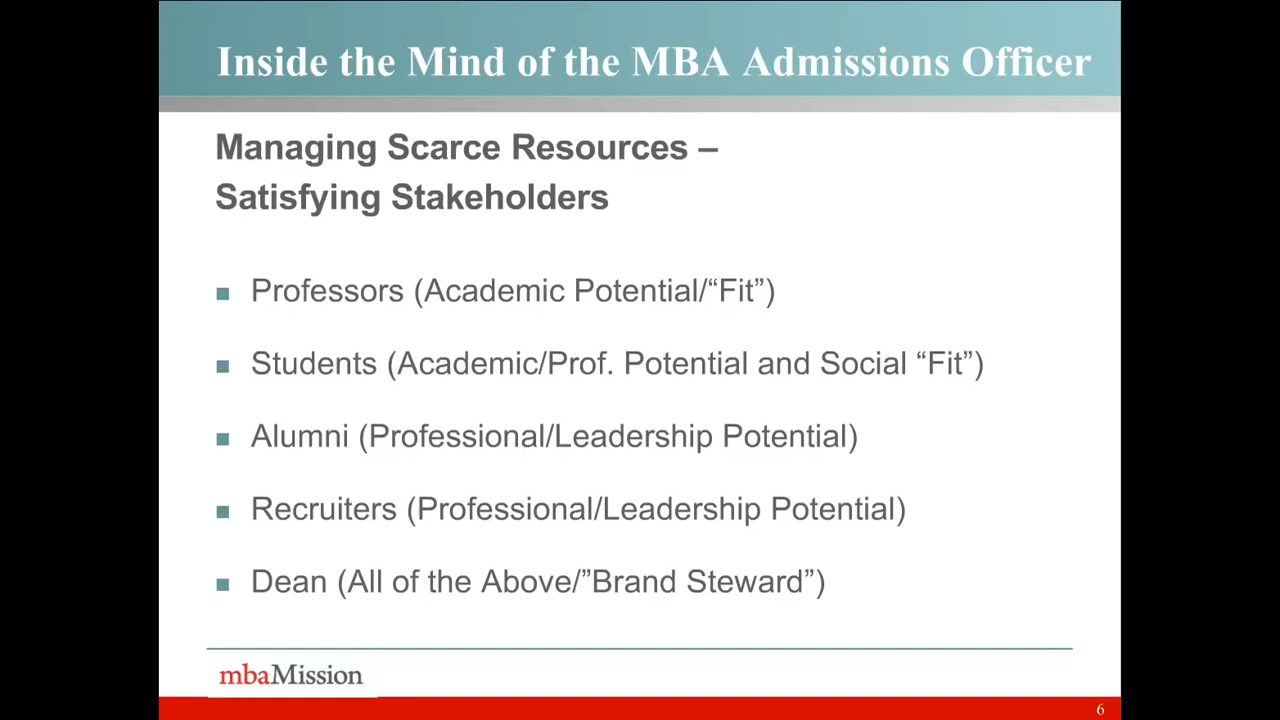 Inside the Mind of the MBA Admissions Officer
Managing Scarce Resources –
Satisfying Stakeholders
Professors (Academic Potential/“Fit”)
Students (Academic/Prof. Potential and Social “Fit”)
Alumni (Professional/Leadership Potential)
Recruiters (Professional/Leadership Potential)
Dean (All of the Above/”Brand Steward”)
mbaMission
6